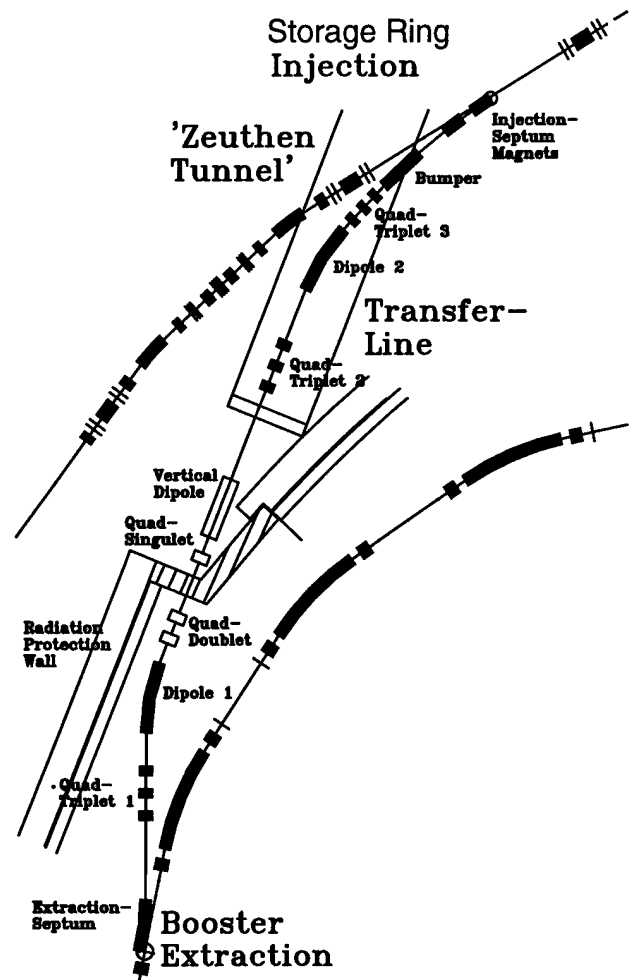 Storage Ring
Injection
'Zeuthen
Tunnel'
Injection-
Septum
Magnets
Bumper
Quad-
Triplet 3
Dipole 2
Transfer-
Line
Quad-
Triplet 2
Vertical
Dipole
Quad-
Singulet
Radiation
Protection
Wall
Quad-
Doublet
Dipole 1
Quad-
Triplet 1
Extraction-
Septum
Booster
Extraction